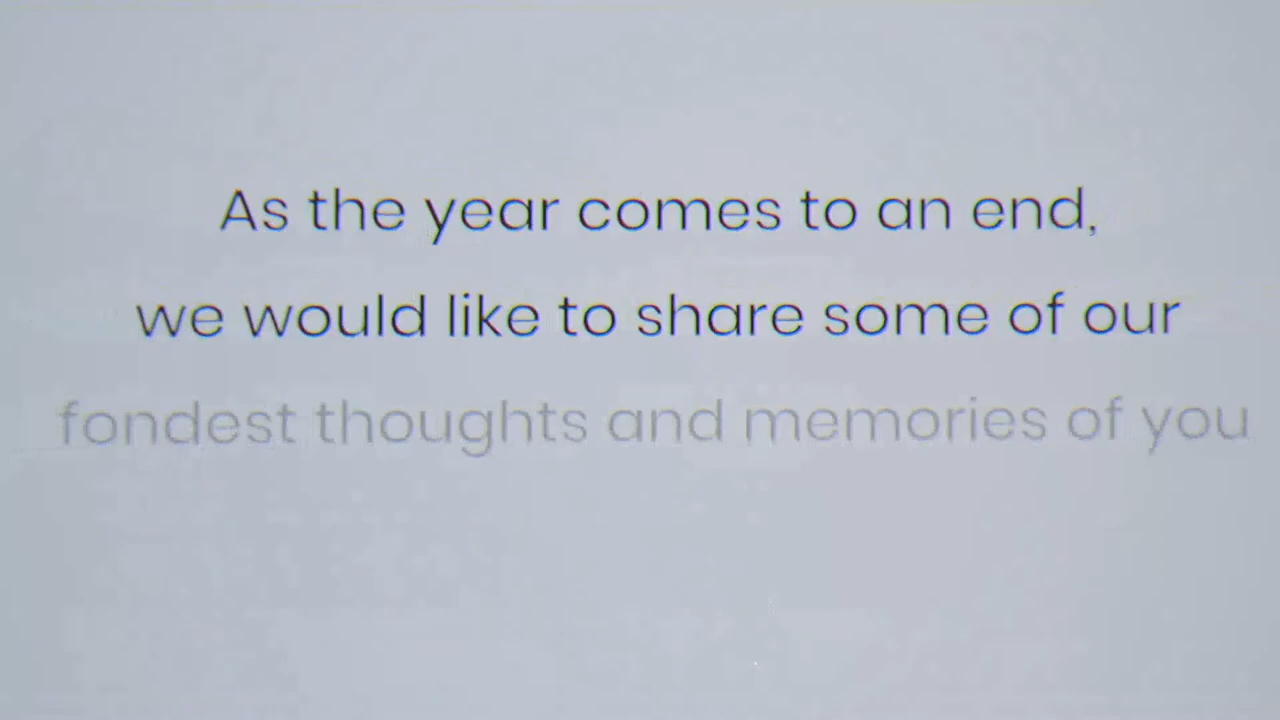 As the year comes to an end,
we would like to share some of our
fondest thoughts and memories of you